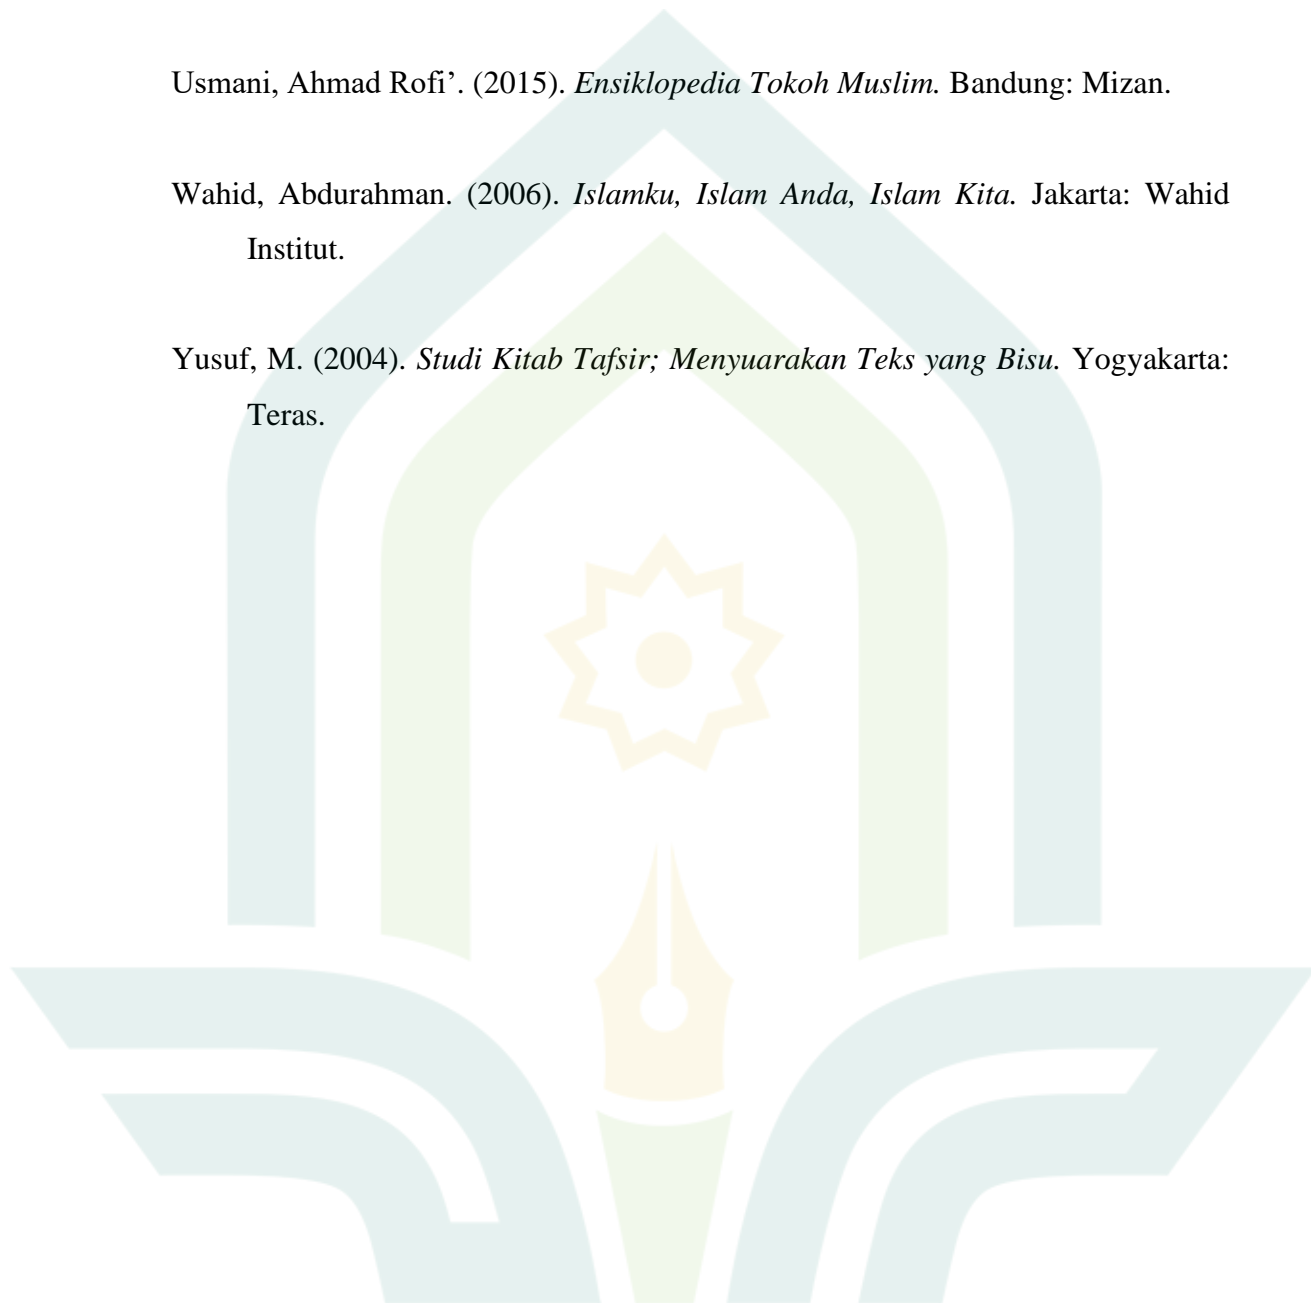 Usmani, Ahmad Rofi’. (2015). Ensiklopedia Tokoh Muslim. Bandung: Mizan.
Wahid, Abdurahman. (2006). Islamku, Islam Anda, Islam Kita. Jakarta: Wahid
Institut.
Yusuf, M. (2004). Studi Kitab Tafsir; Menyuarakan Teks yang Bisu. Yogyakarta:
Teras.